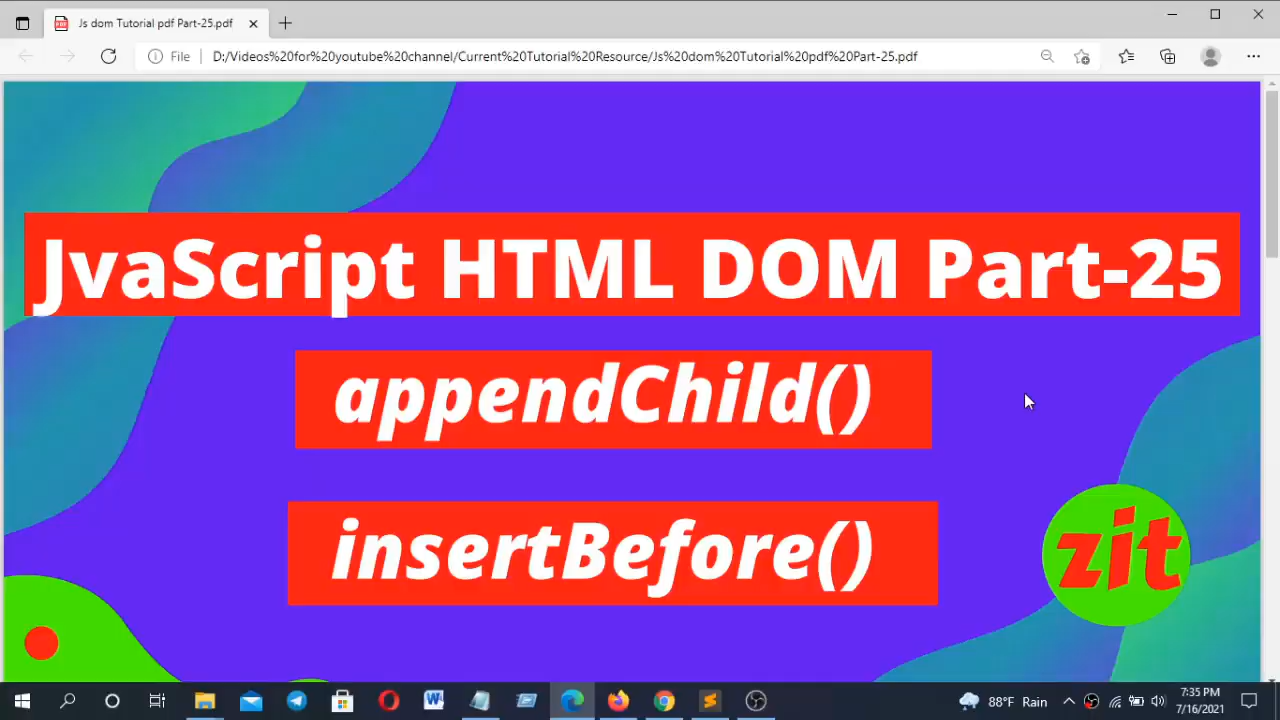 Js dom Tutorial pdf Part-25.pdf
File
D:/Videos%20for%20youtube%20channel/Current%20Tutorial%20Resource/Js%20dom%20Tutorial%20pdf%20Part-25.pdf
JvaScript HTML DOM Part-25
appendChild()
insertBefore()
zit
88°F Rain
7:35 PM
7/16/2021